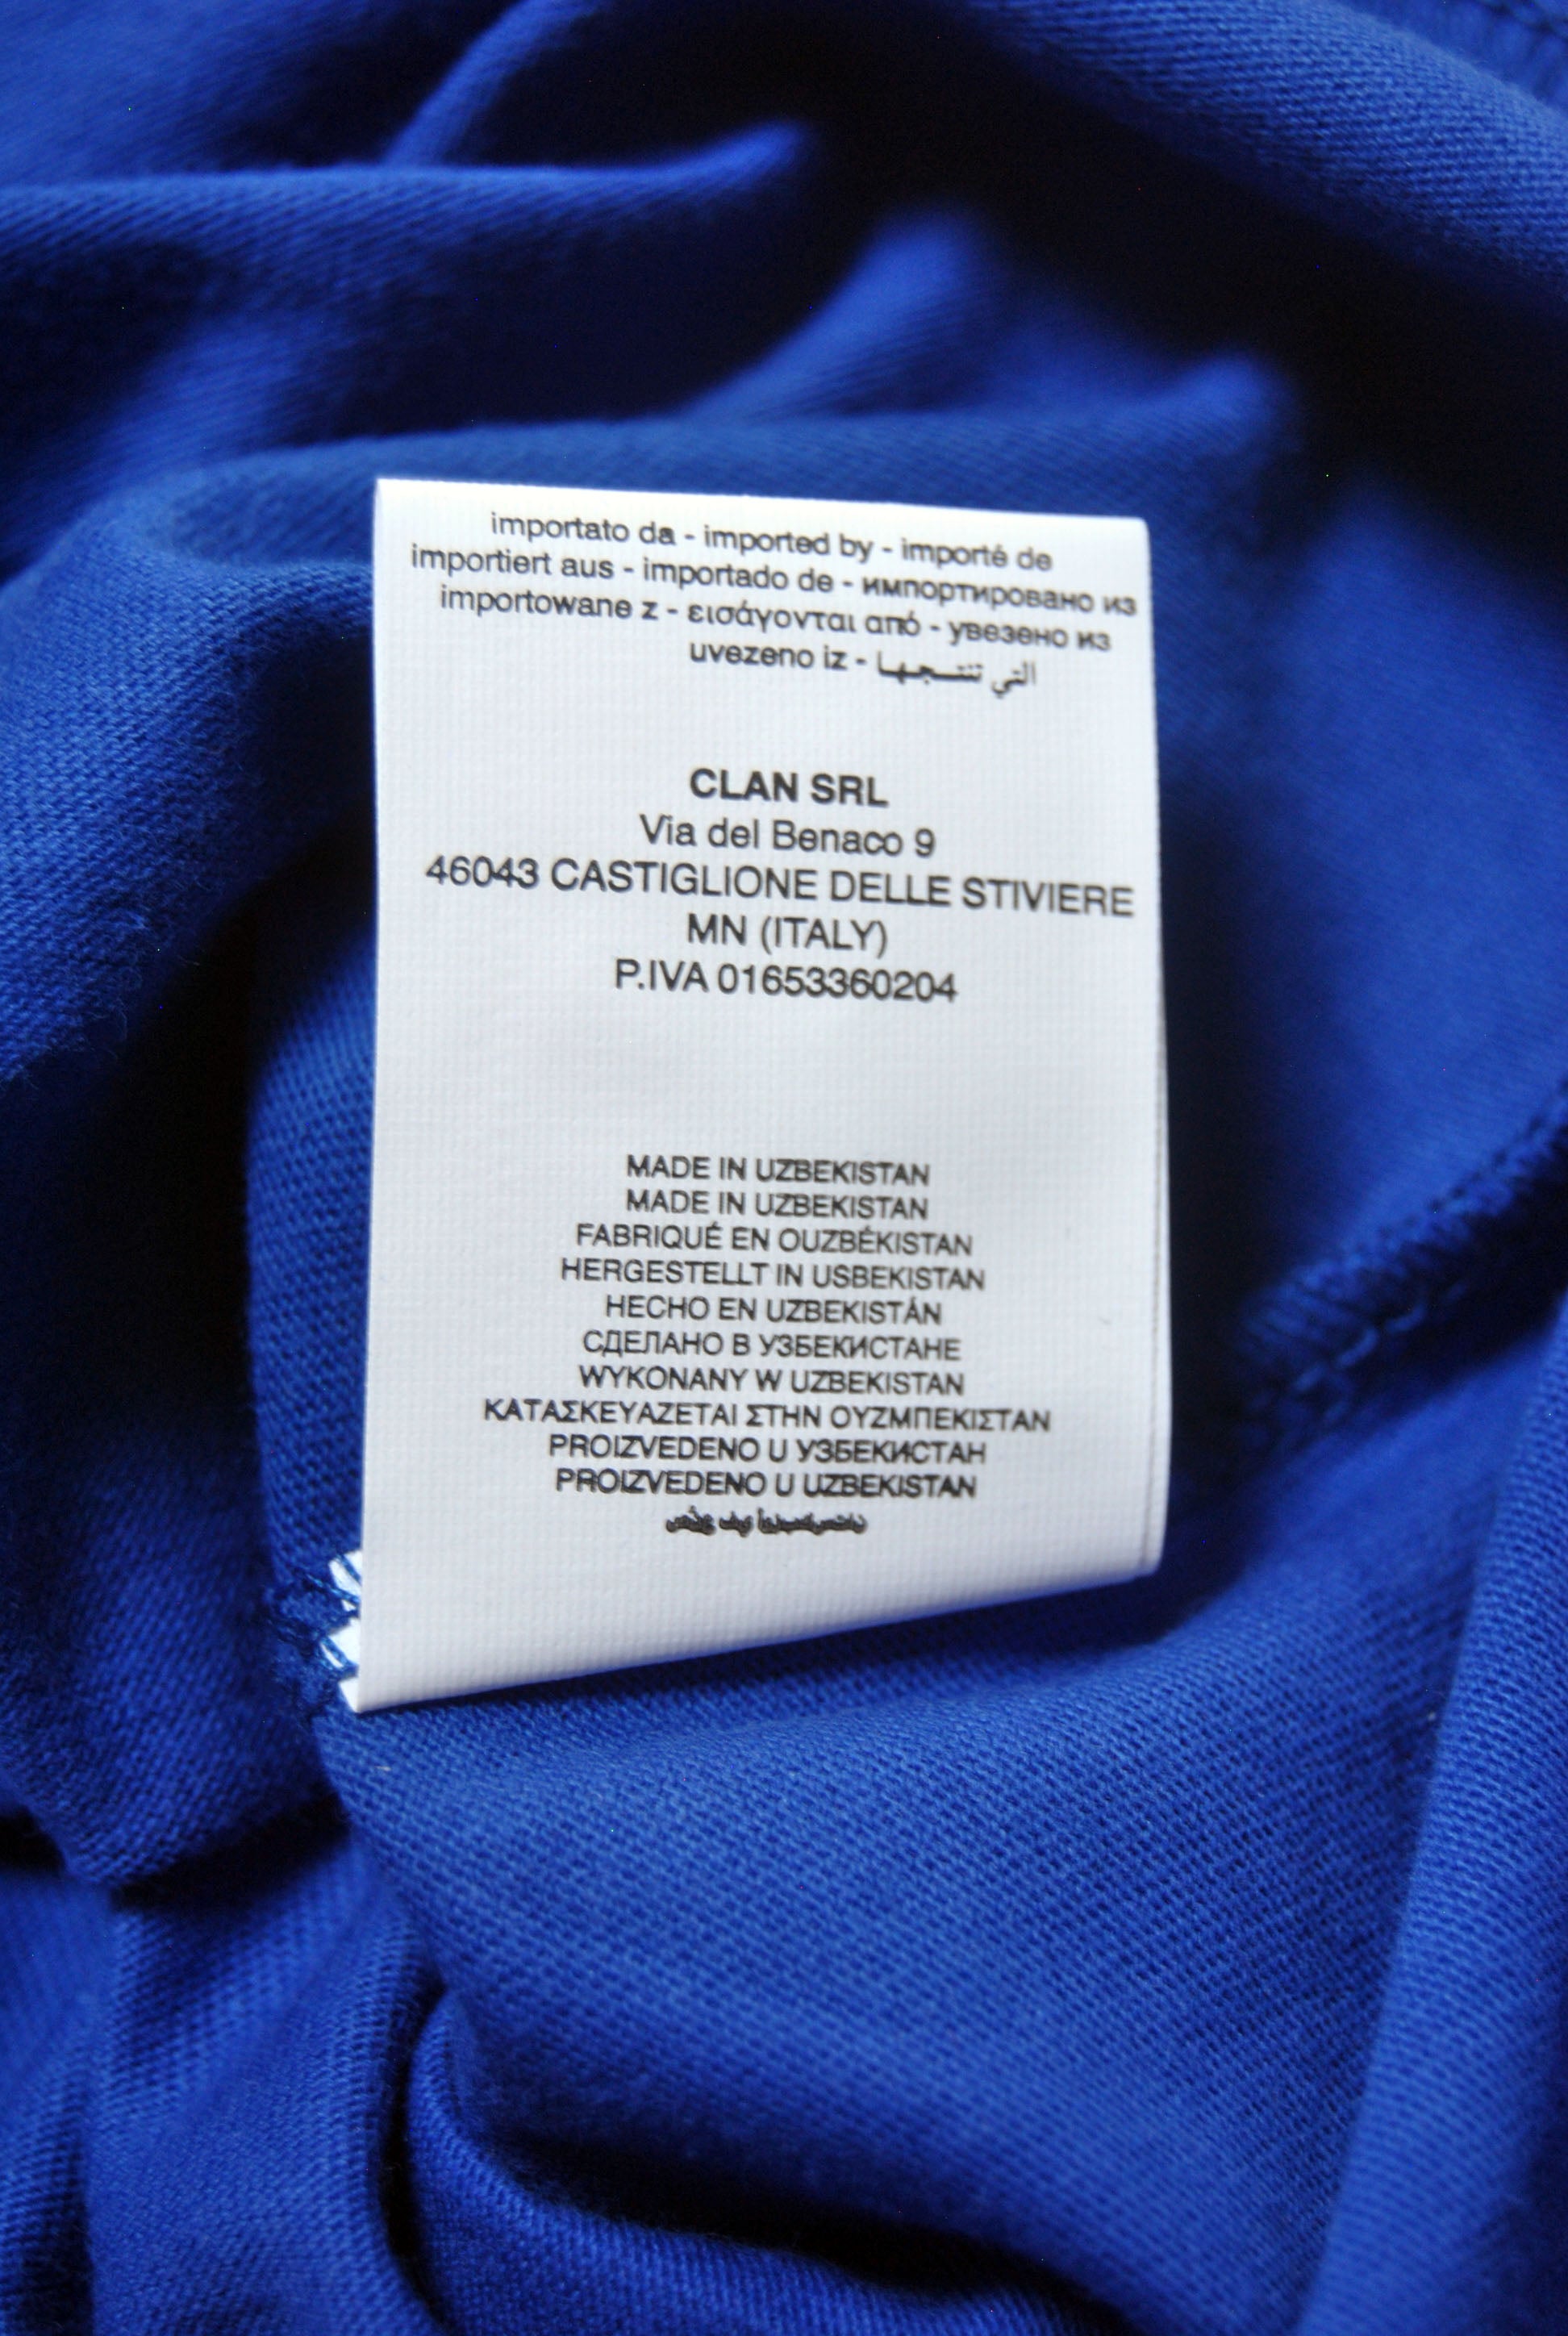 importato da - imported by - importé de
importiert aus - importado de - импортировано из
importowane z - εισάγονται από - увезено из
uvezeno iz - التي تنتجها
CLAN SRL
Via del Benaco 9
46043 CASTIGLIONE DELLE STIVIERE
MN (ITALY)
P.IVA 01653360204
MADE IN UZBEKISTAN
MADE IN UZBEKISTAN
FABRIQUÉ EN OUZBÉKISTAN
HERGESTELLT IN USBEKISTAN
HECHO EN UZBEKISTÁN
СДЕЛАНО В УЗБЕКИСТАНЕ
WYKONANY W UZBEKISTAN
ΚΑΤΑΣΚΕΥΑΖΕΤΑΙ ΣΤΗΝ ΟΥΖΜΠΕΚΙΣΤΑΝ
PROIZVEDENO U УЗБЕКИСТАН
PROIZVEDENO U UZBEKISTAN